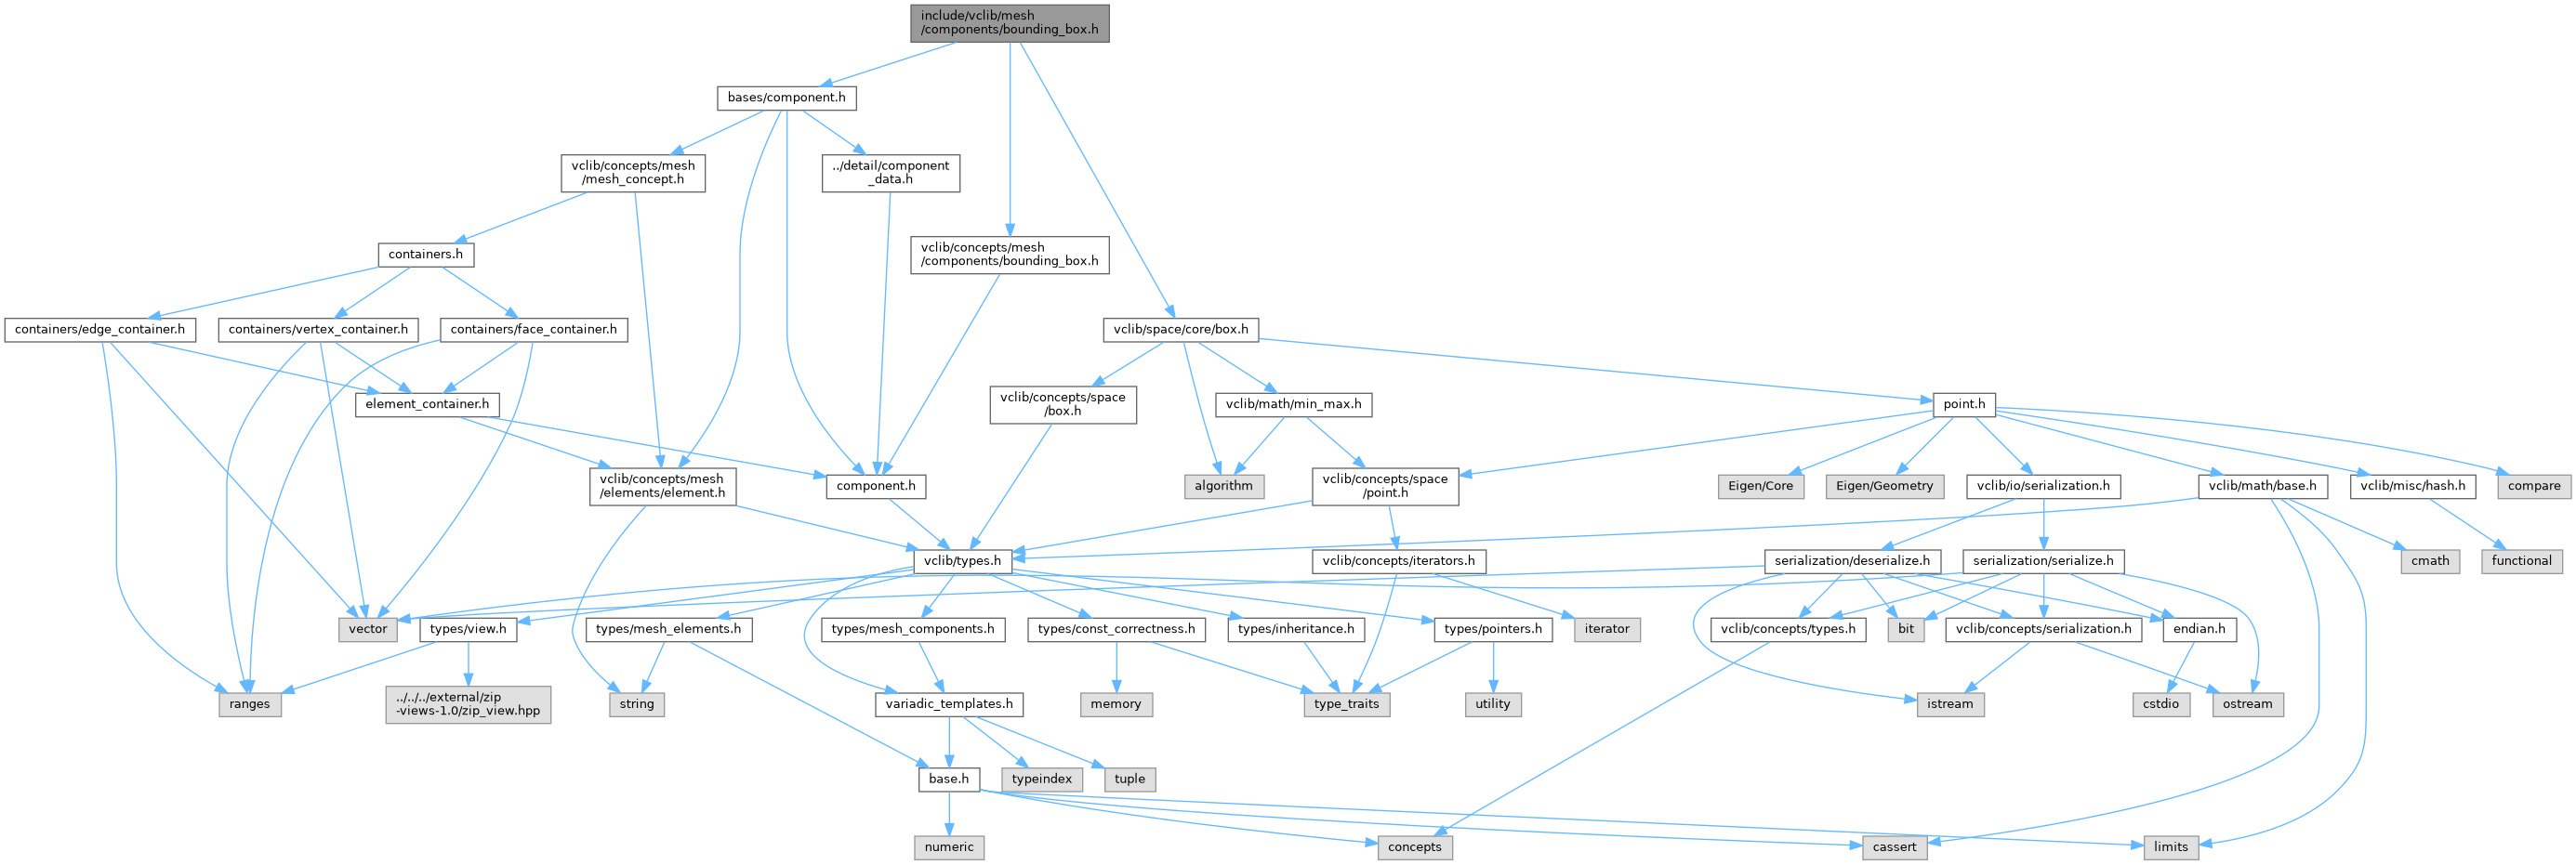 include/vclib/mesh
/components/bounding_box.h
bases/component.h
vclib/concepts/mesh
/mesh_concept.h
../detail/component
_data.h
containers.h
vclib/concepts/mesh
/components/bounding_box.h
containers/edge_container.h
containers/vertex_container.h
containers/face_container.h
vclib/space/core/box.h
element_container.h
vclib/concepts/space
/box.h
vclib/math/min_max.h
point.h
vclib/concepts/mesh
/elements/element.h
component.h
algorithm
vclib/concepts/space
/point.h
Eigen/Core
Eigen/Geometry
vclib/io/serialization.h
vclib/math/base.h
vclib/misc/hash.h
compare
vclib/types.h
vclib/concepts/iterators.h
serialization/deserialize.h
serialization/serialize.h
cmath
functional
vector
types/view.h
types/mesh_elements.h
types/mesh_components.h
types/const_correctness.h
types/inheritance.h
types/pointers.h
iterator
vclib/concepts/types.h
bit
vclib/concepts/serialization.h
endian.h
ranges
../../../external/zip
-views-1.0/zip_view.hpp
string
variadic_templates.h
memory
type_traits
utility
istream
cstdio
ostream
base.h
typeindex
tuple
numeric
concepts
cassert
limits